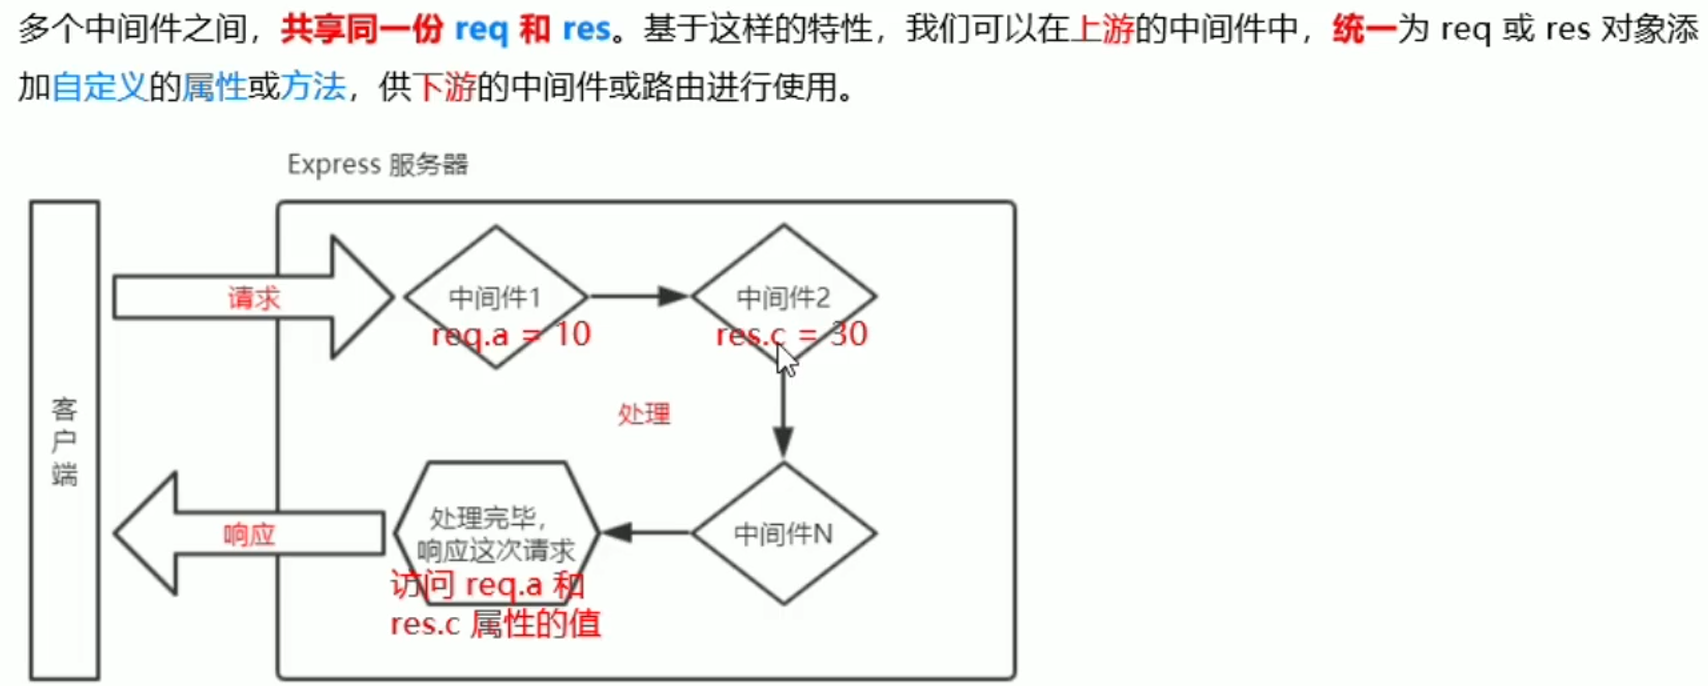 多个中间件之间，共享同一份 req 和 res。基于这样的特性，我们可以在上游的中间件中，统一为 req 或 res 对象添
加自定义的属性或方法，供下游的中间件或路由进行使用。
Express 服务器
客户端
请求
中间件1
req.a = 10
中间件2
res.c = 30
处理
响应
处理完毕，
响应这次请求
访问 req.a 和
res.c 属性的值
中间件N